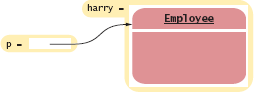 harry =
Employee
p =